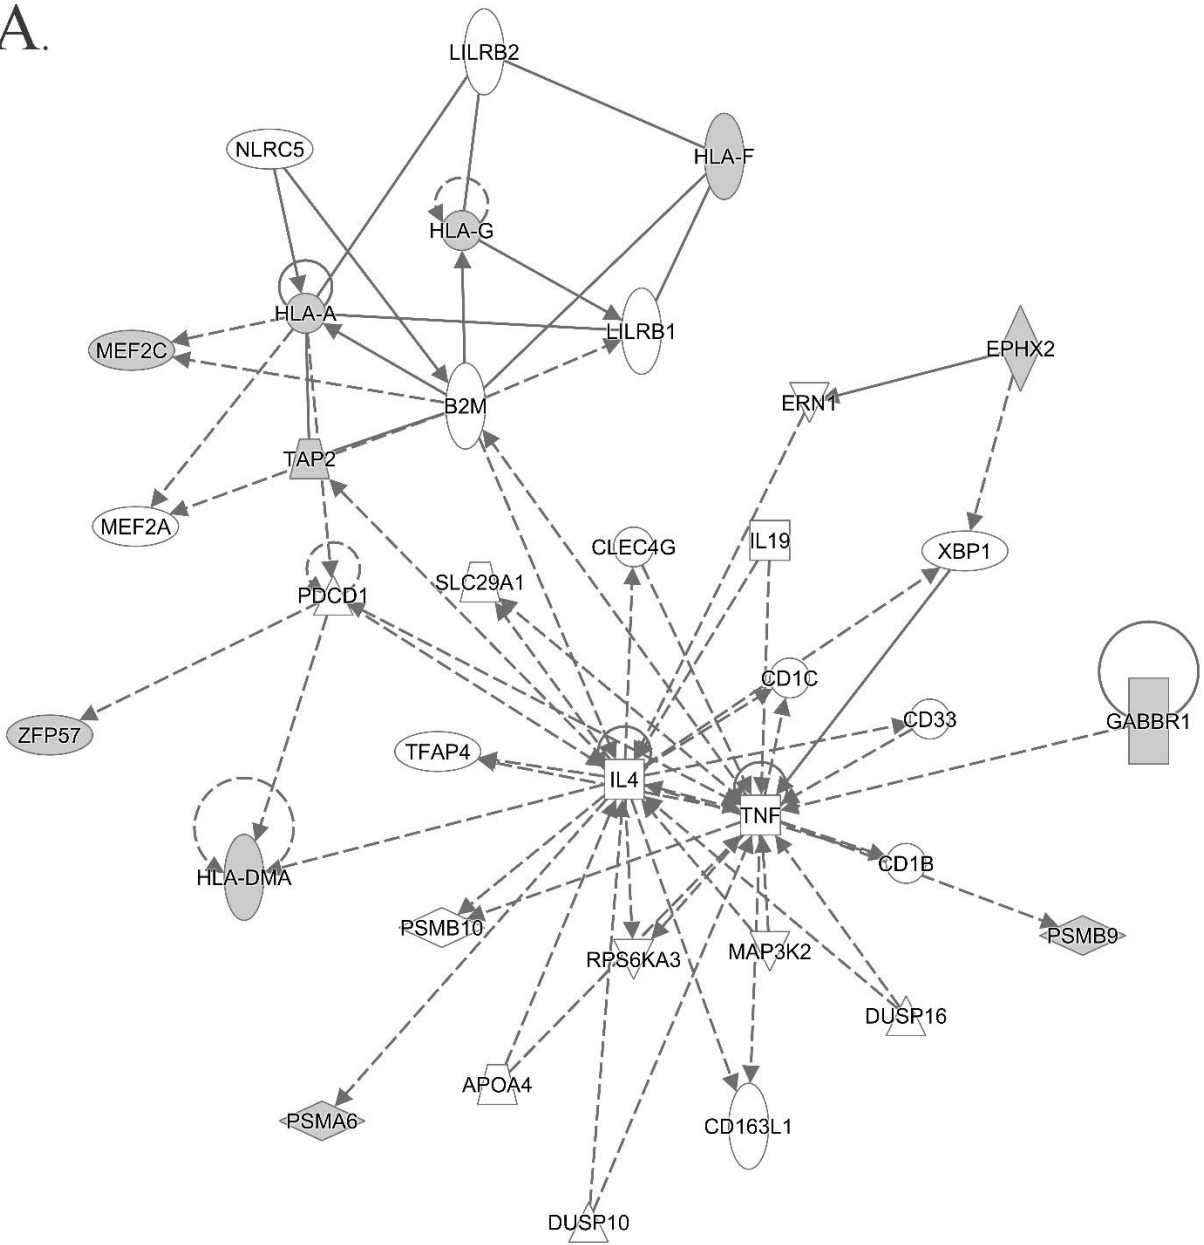 A.
LILRB2
NLRC5
HLA-F
HLA-G
HLA-A
LILRB1
MEF2C
EPHX2
B2M
ERN1
TAP2
MEF2A
CLEC4G
IL19
XBP1
SLC29A1
PDCD1
CD1C
CD33
GABBR1
ZFP57
TFAP4
IL4
TNF
CD1B
HLA-DMA
PSMB10
PSMB9
RPS6KA3
MAP3K2
DUSP16
APOA4
PSMA6
CD163L1
DUSP10